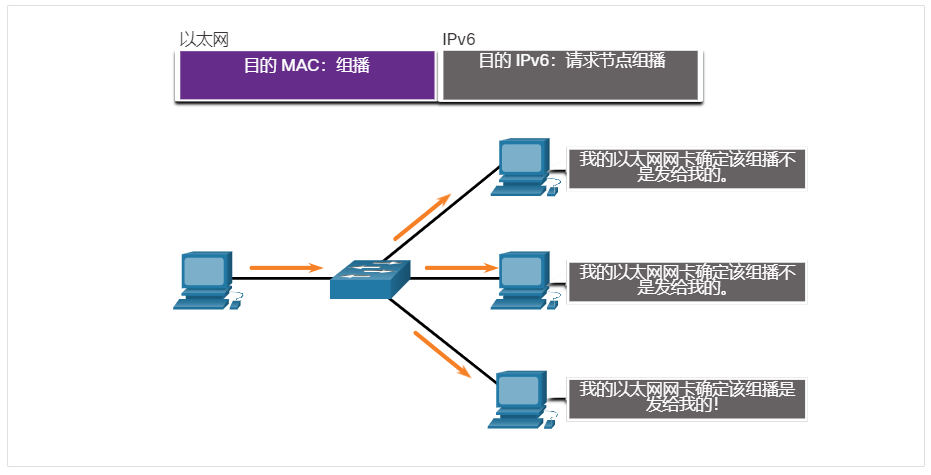 以太网
IPv6
目的 MAC：组播
目的 IPv6：请求节点组播
我的以太网网卡确定该组播不
是发给我的。
我的以太网网卡确定该组播不
是发给我的。
我的以太网网卡确定该组播是
发给我的！